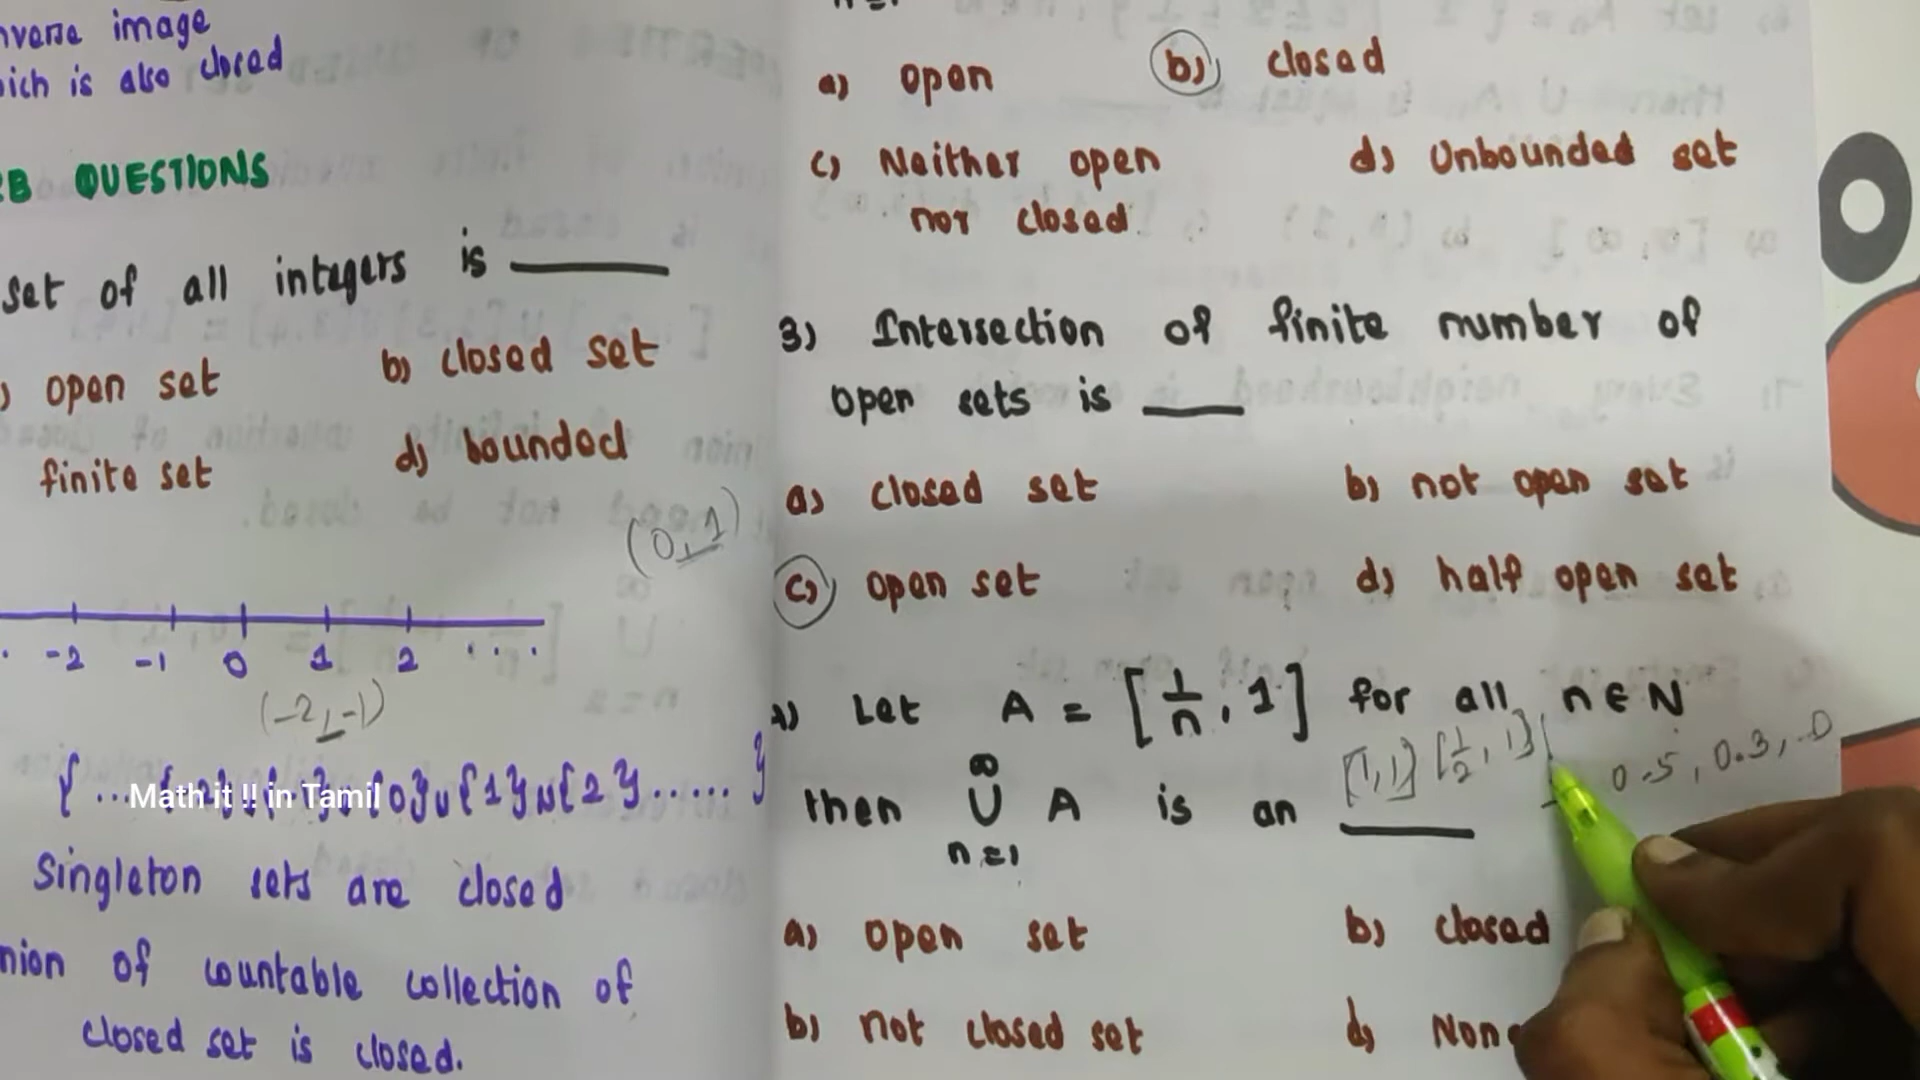 image
is also closed
QUESTIONS
set of all integers is
open set
b) closed set
finite set
d) bounded
(0, 1)
-2 -1 0 1 2 . . .
(-2, -1)
Math it !! in Tamil
Singleton sets are closed
of countable collection of
closed set is closed.
a) open
b) closed
c) Neither open
nor closed
d) Unbounded set
3) Intersection of finite number of
open sets is
a) closed set
b) not open set
c) open set
d) half open set
Let A = [1/n, 1] for all n ∈ N
[1, 1] [1/2, 1]
0.5, 0.3,
then ∞ ∪ n=1 A is an
a) open set
b) closed
b) not closed set
d)